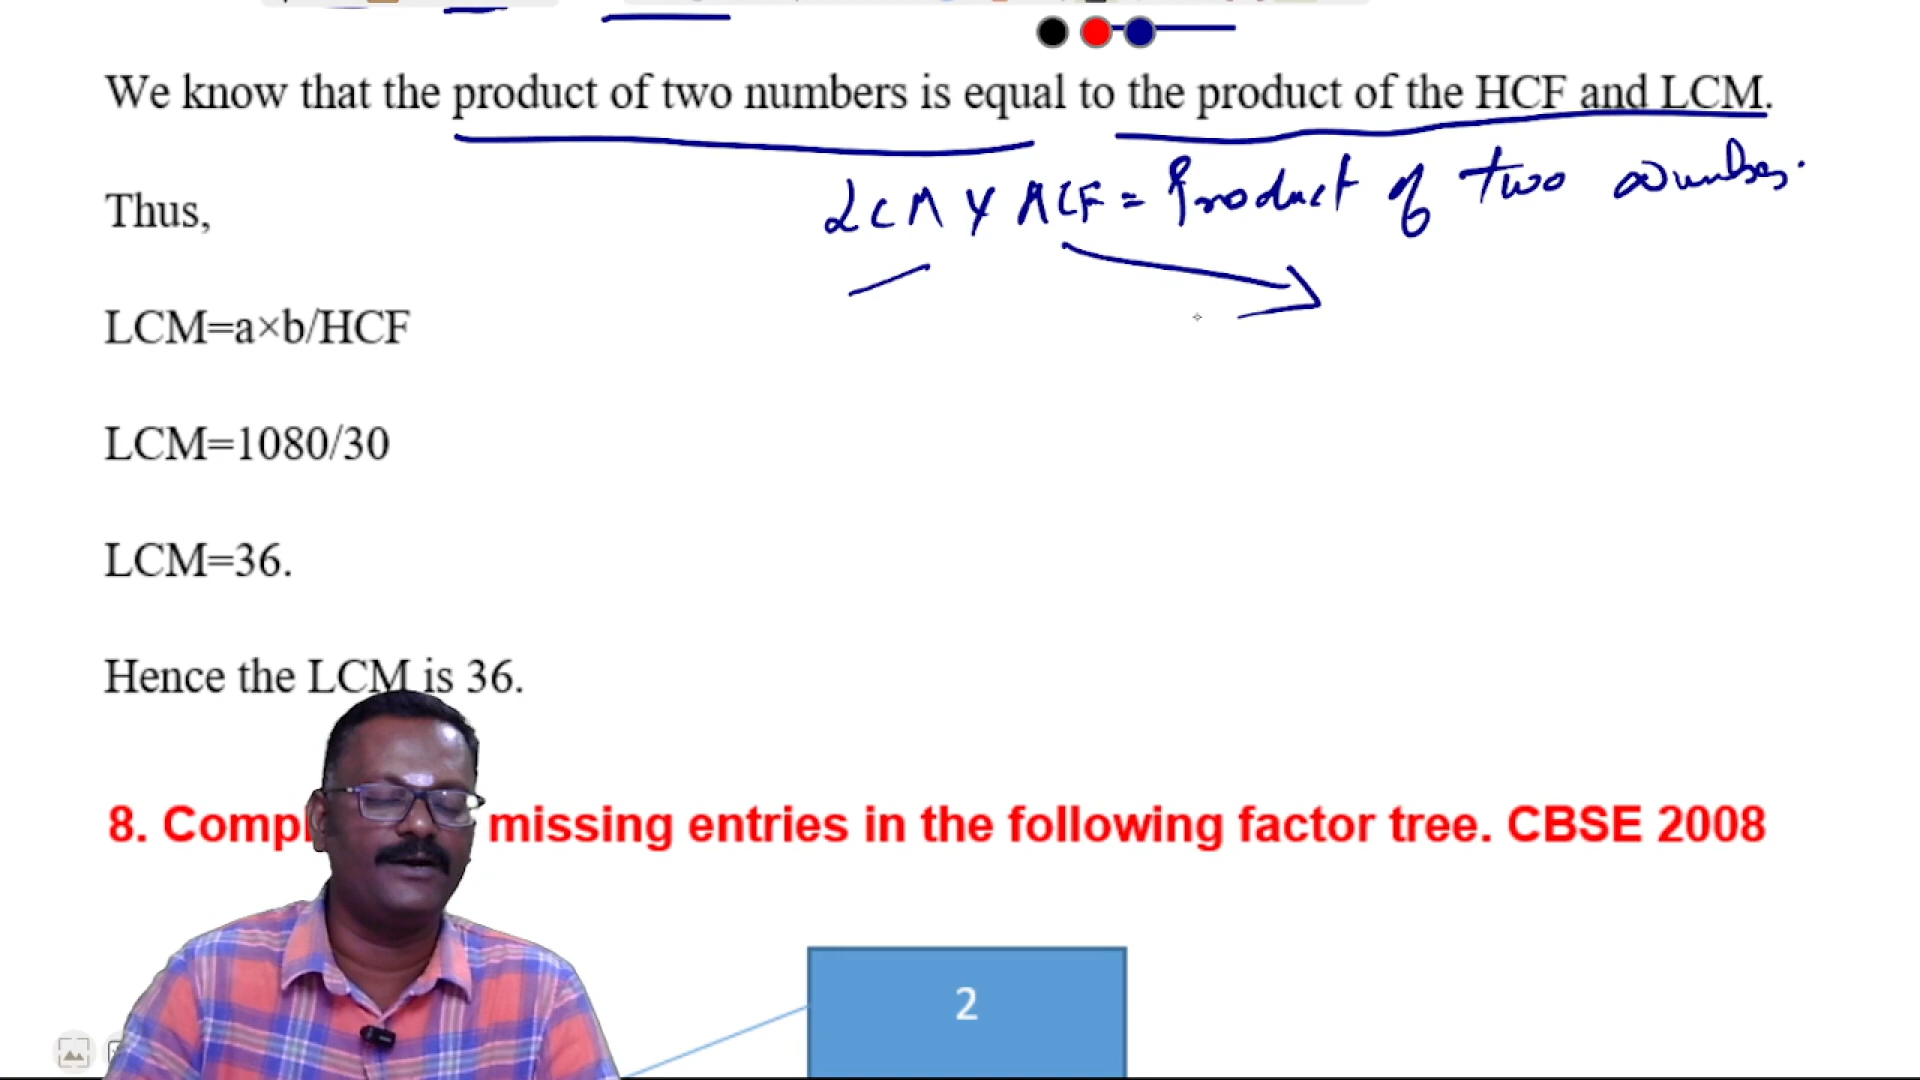 We know that the product of two numbers is equal to the product of the HCF and LCM.
LCM × HCF = Product of two numbers.
Thus,
LCM=a×b/HCF
LCM=1080/30
LCM=36.
Hence the LCM is 36.
8. Compl missing entries in the following factor tree. CBSE 2008
2